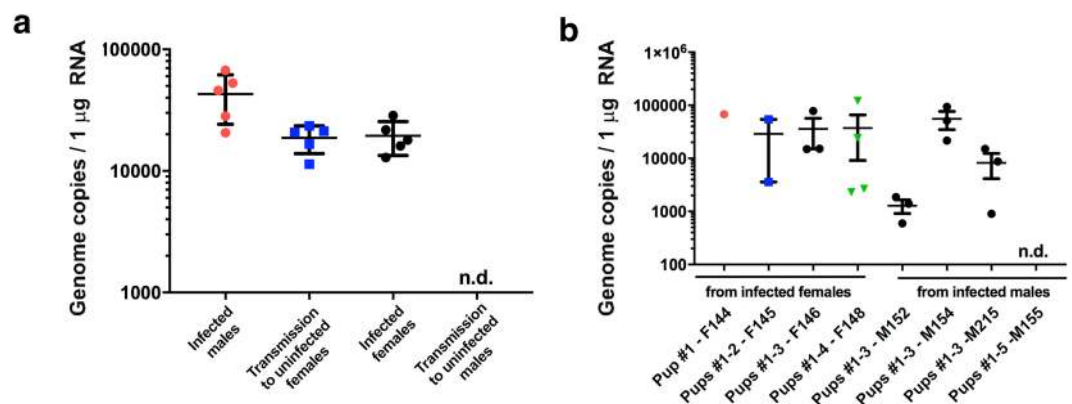 a
Genome copies / 1 μg RNA
100000
10000
1000
n.d.
Infected
males
Transmission
to uninfected
females
Infected
females
Transmission
to uninfected
males
b
Genome copies / 1 μg RNA
1×10⁶
100000
10000
1000
100
n.d.
from infected females
from infected males
Pup #1 - F144
Pups #1-2 - F145
Pups #1-3 - F146
Pups #1-4 - F148
Pups #1-3 - M152
Pups #1-3 - M154
Pups #1-3 -M215
Pups #1-5 -M155